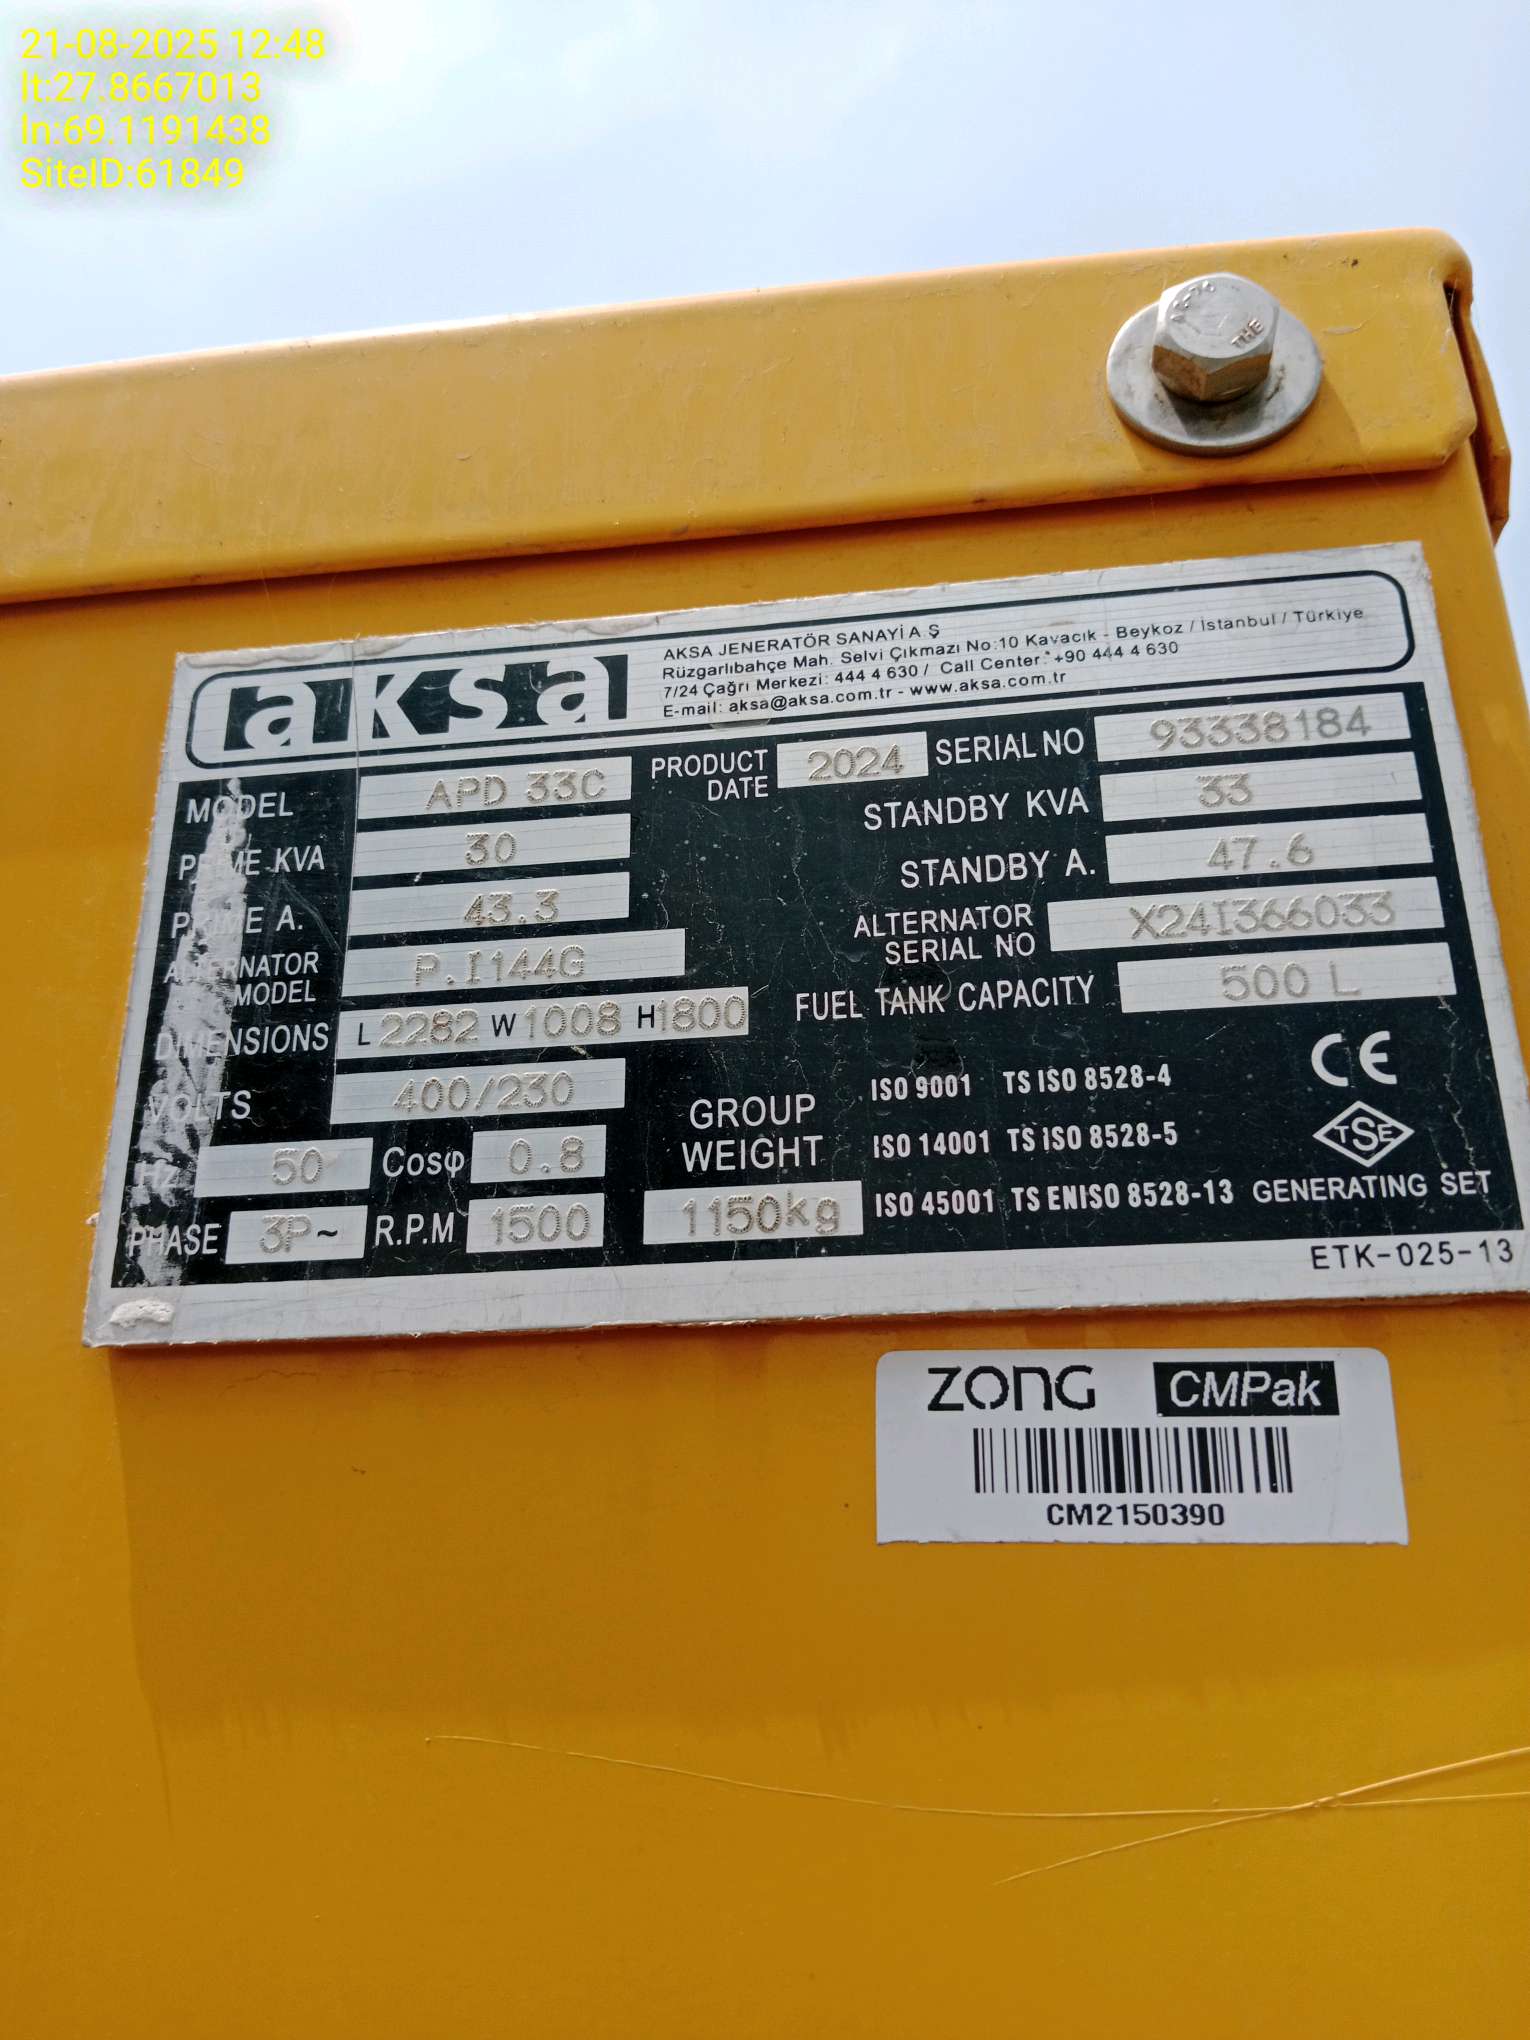 21-08-2025 12:48
lt:27.8667013
ln:69.1191438
SiteID:61849
THE
aksa
AKSA JENERATÖR SANAYİ A Ş
Rüzgarlıbahçe Mah. Selvi Çıkmazı No:10 Kavacık - Beykoz / İstanbul / Türkiye
7/24 Çağrı Merkezi: 444 4 630 / Call Center: +90 444 4 630
E-mail: aksa@aksa.com.tr - www.aksa.com.tr
MODEL APD 33C PRODUCT DATE 2024 SERIAL NO 93338184
PRIME KVA 30 STANDBY KVA 33
PRIME A. 43.3 STANDBY A. 47.6
ALTERNATOR MODEL P.I144G ALTERNATOR SERIAL NO X24I366033
DIMENSIONS L 2282 W 1008 H 1800 FUEL TANK CAPACITY 500 L
VOLTS 400/230 GROUP WEIGHT 1150kg
Hz 50 Cosφ 0.8
PHASE 3P~ R.P.M 1500
ISO 9001 TS ISO 8528-4 CE
ISO 14001 TS ISO 8528-5 TSE
ISO 45001 TS EN ISO 8528-13 GENERATING SET
ETK-025-13
ZONG CMPak
CM2150390